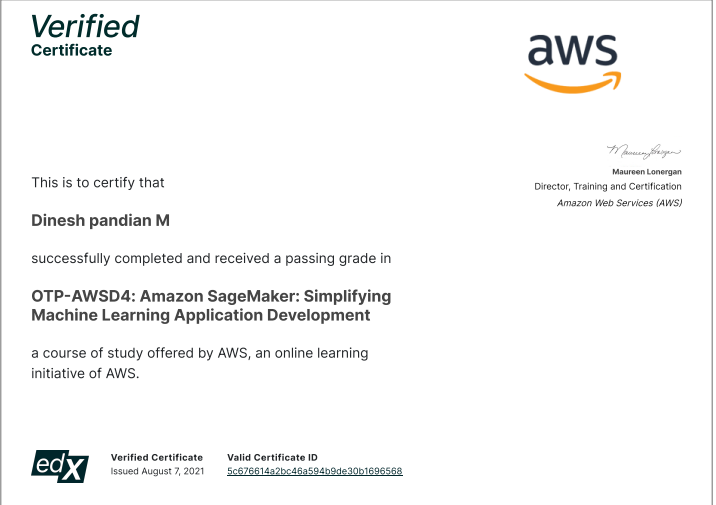 Verified
Certificate
aws
Maureen Lonergan
Maureen Lonergan
Director, Training and Certification
Amazon Web Services (AWS)
This is to certify that
Dinesh pandian M
successfully completed and received a passing grade in
OTP-AWSD4: Amazon SageMaker: Simplifying
Machine Learning Application Development
a course of study offered by AWS, an online learning
initiative of AWS.
edX
Verified Certificate
Issued August 7, 2021
Valid Certificate ID
5c676614a2bc46a594b9de30b1696568